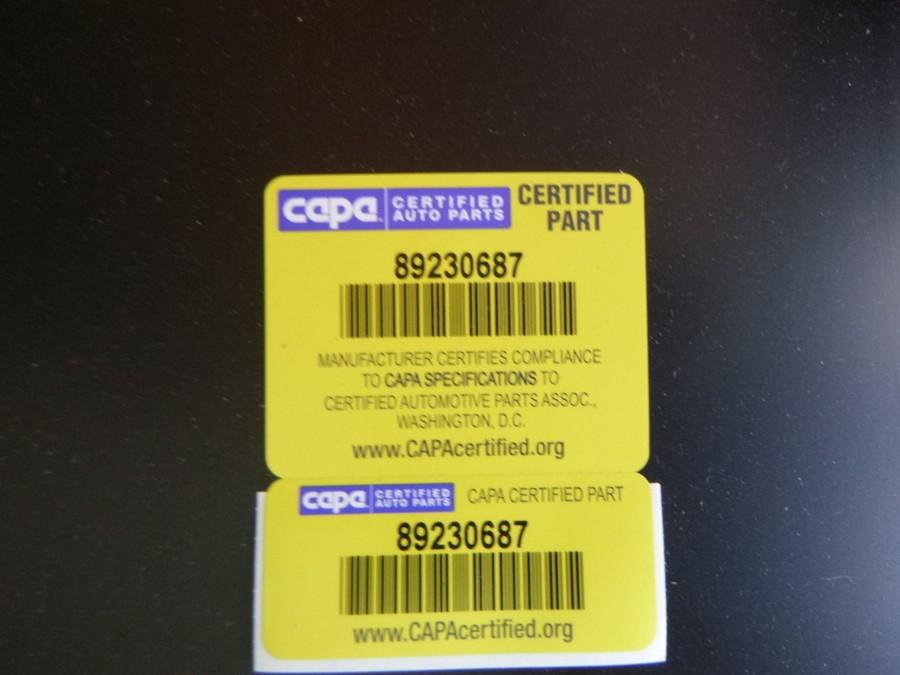 capa CERTIFIED AUTO PARTS CERTIFIED PART
89230687
MANUFACTURER CERTIFIES COMPLIANCE
TO CAPA SPECIFICATIONS TO
CERTIFIED AUTOMOTIVE PARTS ASSOC.,
WASHINGTON, D.C.
www.CAPAcertified.org
capa CERTIFIED AUTO PARTS CAPA CERTIFIED PART
89230687
www.CAPAcertified.org